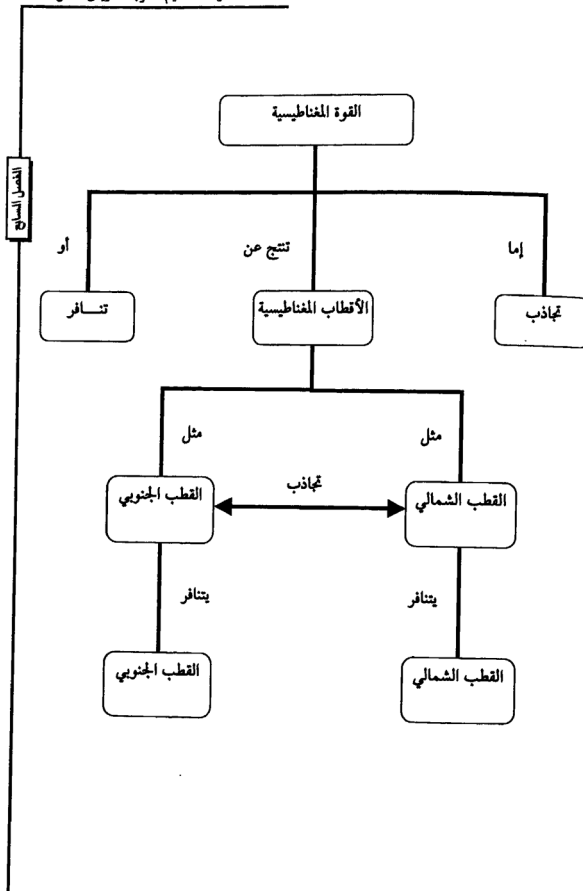 الفصل السابع
القوة المغناطيسية
إما
تنتج عن
أو
تجاذب
الأقطاب المغناطيسية
تنـــافر
مثل
مثل
القطب الشمالي
تجاذب
القطب الجنوبي
يتنافر
يتنافر
القطب الشمالي
القطب الجنوبي